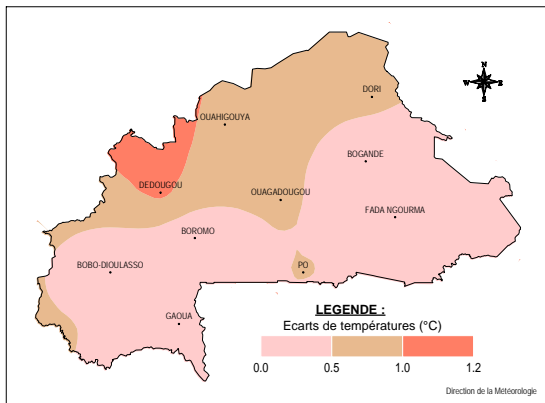 N
W E
S
DORI
OUAHIGOUYA
BOGANDE
DEDOUGOU
OUAGADOUGOU
FADA NGOURMA
BOROMO
BOBO-DIOULASSO
PO
GAOUA
LEGENDE :
Ecarts de températures (°C)
0.0 0.5 1.0 1.2
Direction de la Météorologie